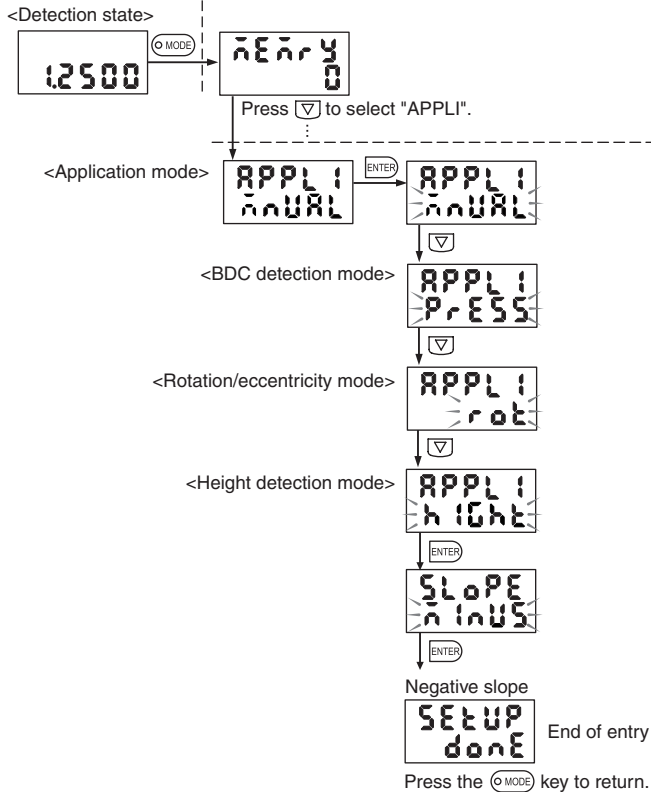 <Detection state>
1.2500
MODE
MEMrY
0
Press to select "APPLI".
<Application mode>
APPLI
MnUAL
ENTER
APPLI
MnUAL
<BDC detection mode>
APPLI
PrESS
<Rotation/eccentricity mode>
APPLI
rot
<Height detection mode>
APPLI
hIGht
ENTER
SLoPE
MInUS
ENTER
Negative slope
SEtUP
donE
End of entry
Press the MODE key to return.